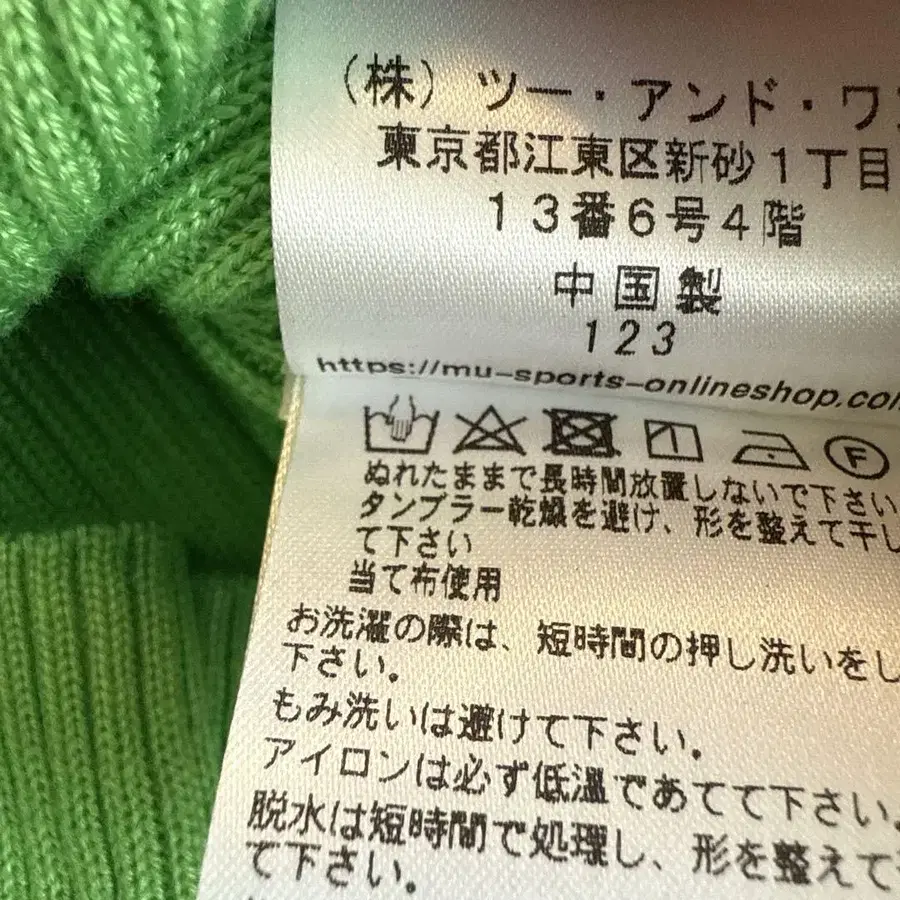 （株）ツー・アンド・ワ
東京都江東区新砂１丁目
１３番６号４階
中国製
123
https://mu-sports-onlineshop.co
F
ぬれたままで長時間放置しないで下さい
タンブラー乾燥を避け、形を整えて干し
て下さい
当て布使用
お洗濯の際は、短時間の押し洗いをし
下さい。
もみ洗いは避けて下さい。
アイロンは必ず低温であてて下さい。
脱水は短時間で処理し、形を整えて
て下さい。